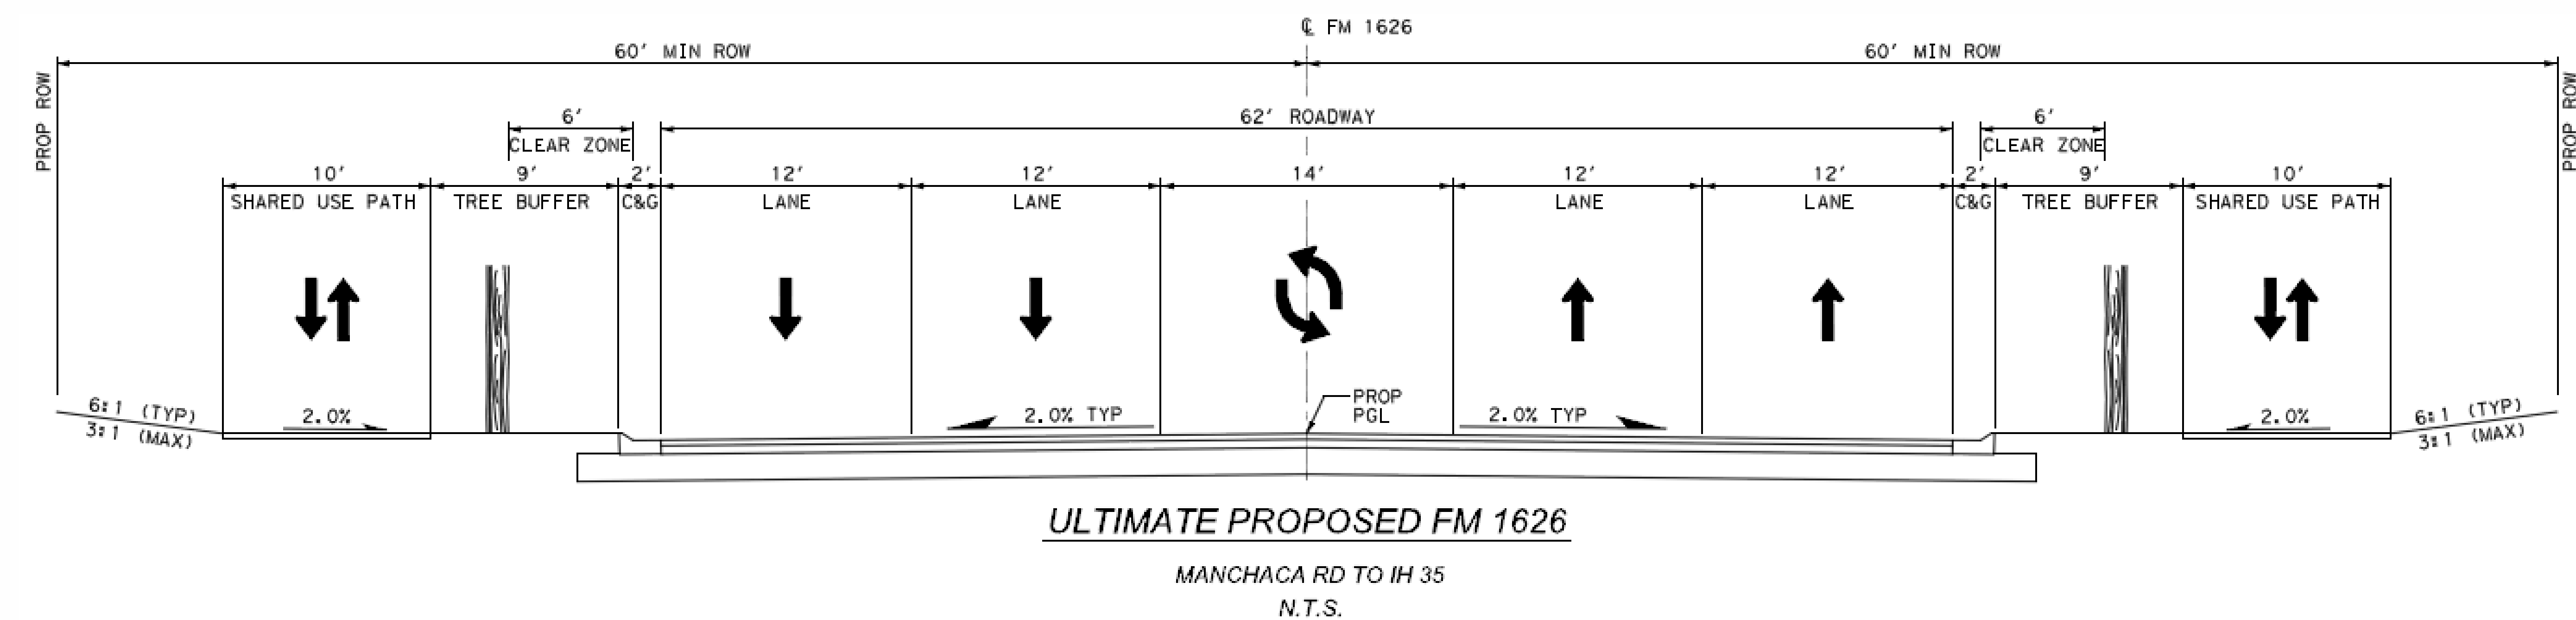 ℄ FM 1626
60' MIN ROW
60' MIN ROW
PROP ROW
PROP ROW
6'
62' ROADWAY
6'
CLEAR ZONE
CLEAR ZONE
10'
9'
2'
12'
12'
14'
12'
12'
2'
9'
10'
SHARED USE PATH
TREE BUFFER
C&G
LANE
LANE
LANE
LANE
C&G
TREE BUFFER
SHARED USE PATH
6:1 (TYP)
3:1 (MAX)
2.0%
2.0% TYP
PROP
PGL
2.0% TYP
2.0%
6:1 (TYP)
3:1 (MAX)
ULTIMATE PROPOSED FM 1626
MANCHACA RD TO IH 35
N.T.S.